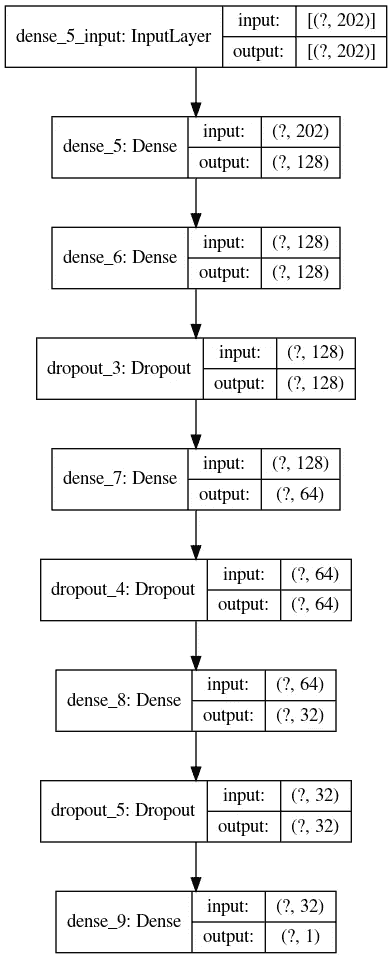 dense_5_input: InputLayer
input: [(?, 202)]
output: [(?, 202)]
dense_5: Dense
input: (?, 202)
output: (?, 128)
dense_6: Dense
input: (?, 128)
output: (?, 128)
dropout_3: Dropout
input: (?, 128)
output: (?, 128)
dense_7: Dense
input: (?, 128)
output: (?, 64)
dropout_4: Dropout
input: (?, 64)
output: (?, 64)
dense_8: Dense
input: (?, 64)
output: (?, 32)
dropout_5: Dropout
input: (?, 32)
output: (?, 32)
dense_9: Dense
input: (?, 32)
output: (?, 1)